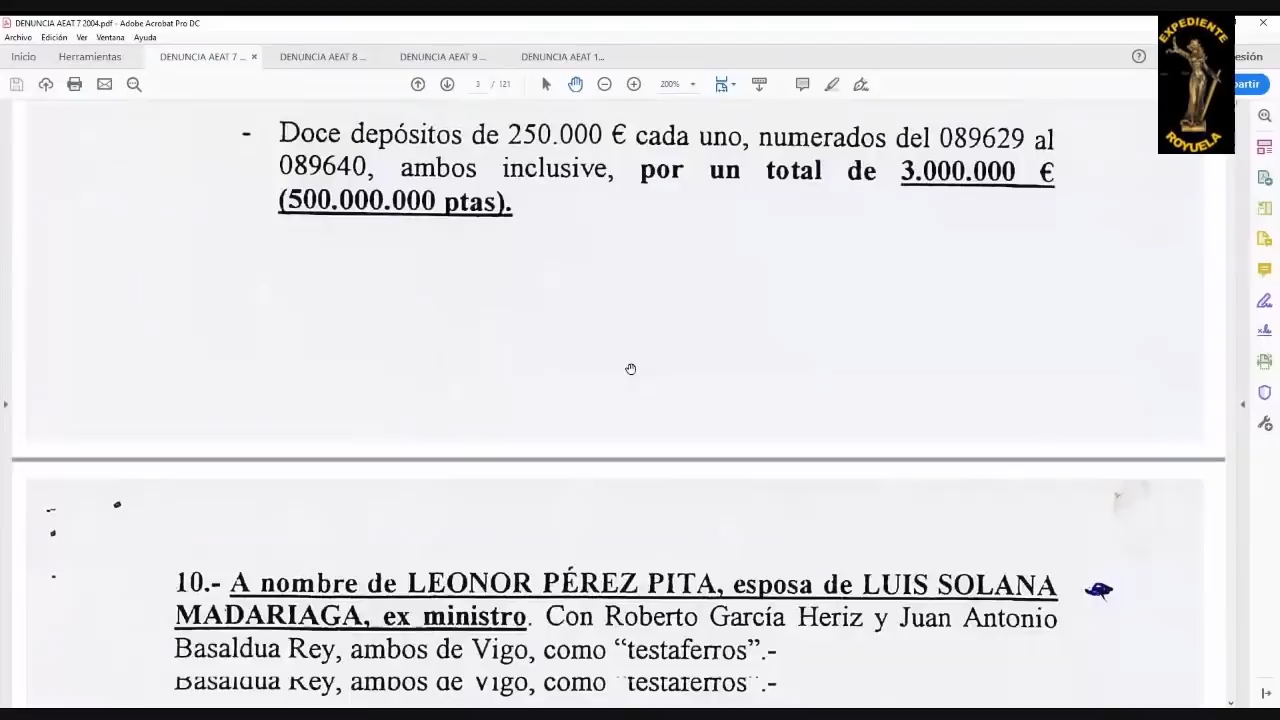 DENUNCIA AEAT 7 2004.pdf - Adobe Acrobat Pro DC
Archivo Edición Ver Ventana Ayuda
Inicio Herramientas DENUNCIA AEAT 7 ... × DENUNCIA AEAT 8 ... DENUNCIA AEAT 9 ... DENUNCIA AEAT 1... esión
3 / 121 200% partir
EXPEDIENTE
ROYUELA
- Doce depósitos de 250.000 € cada uno, numerados del 089629 al
089640, ambos inclusive, por un total de 3.000.000 €
(500.000.000 ptas).
10.- A nombre de LEONOR PÉREZ PITA, esposa de LUIS SOLANA
MADARIAGA, ex ministro. Con Roberto García Heriz y Juan Antonio
Basaldua Rey, ambos de Vigo, como “testaferros”.-
Basaldua Rey, ambos de Vigo, como “testaferros”.-